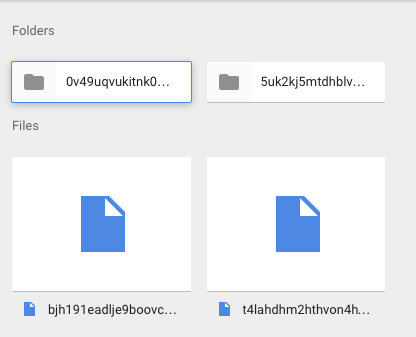 Folders
0v49uqvukitnk0...
5uk2kj5mtdhblv...
Files
bjh191eadlje9boovc...
t4lahdhm2hthvon4h...